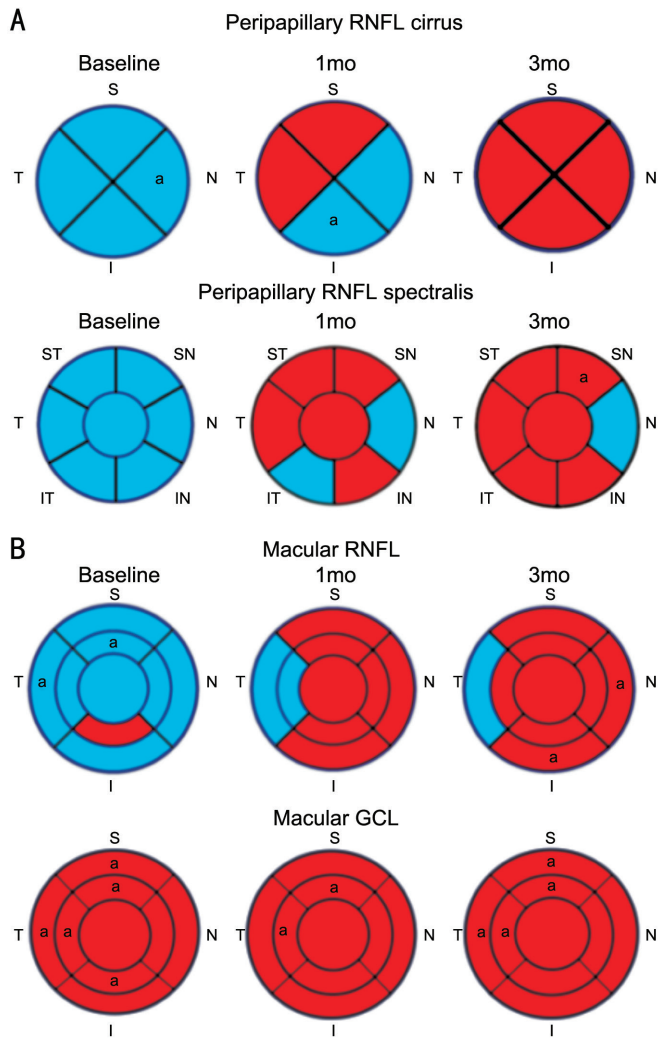 A
Peripapillary RNFL cirrus
Baseline 1mo 3mo
S S S
T a N T N T N
a
I I I
Peripapillary RNFL spectralis
Baseline 1mo 3mo
ST SN ST SN ST SN
a
T N T N T N
IT IN IT IN IT IN
B
Macular RNFL
Baseline 1mo 3mo
S S S
a
T a N T N T a N
a
I I I
Macular GCL
S S S
a a
a a a
T a a N T a N T a a N
a
I I I